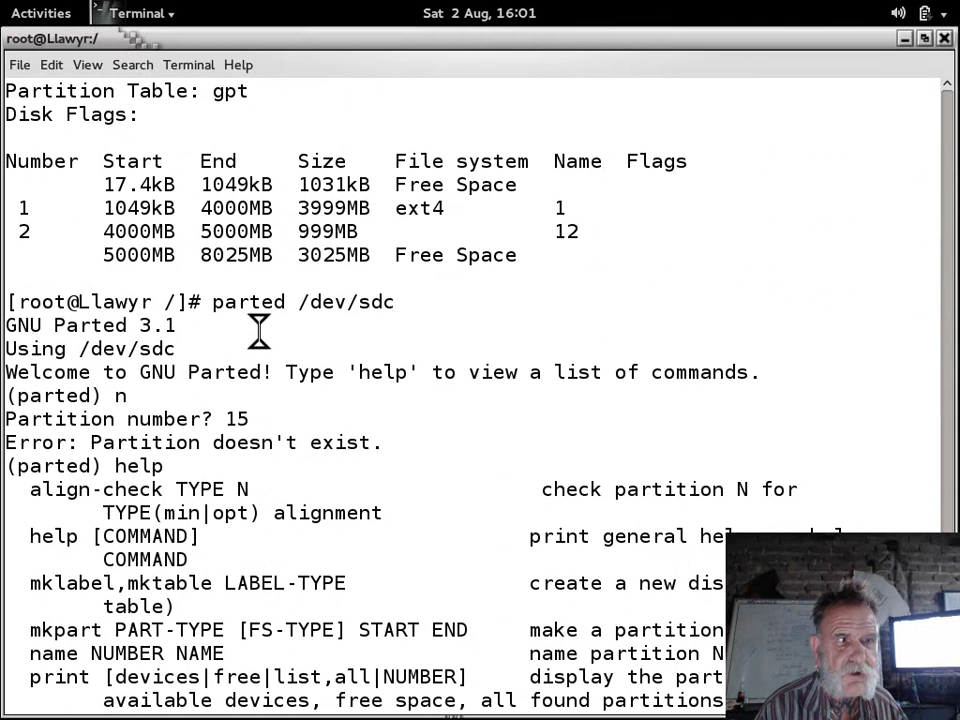 Activities Terminal Sat 2 Aug, 16:01
root@Llawyr:/
File Edit View Search Terminal Help
Partition Table: gpt
Disk Flags:
Number Start End Size File system Name Flags
17.4kB 1049kB 1031kB Free Space
1 1049kB 4000MB 3999MB ext4 1
2 4000MB 5000MB 999MB 12
5000MB 8025MB 3025MB Free Space
[root@Llawyr /]# parted /dev/sdc
GNU Parted 3.1
Using /dev/sdc
Welcome to GNU Parted! Type 'help' to view a list of commands.
(parted) n
Partition number? 15
Error: Partition doesn't exist.
(parted) help
align-check TYPE N check partition N for
TYPE(min|opt) alignment
help [COMMAND] print general
COMMAND
mklabel,mktable LABEL-TYPE create a new
table)
mkpart PART-TYPE [FS-TYPE] START END make a partition
name NUMBER NAME name partition N
print [devices|free|list,all|NUMBER] display the
available devices, free space, all found partitions